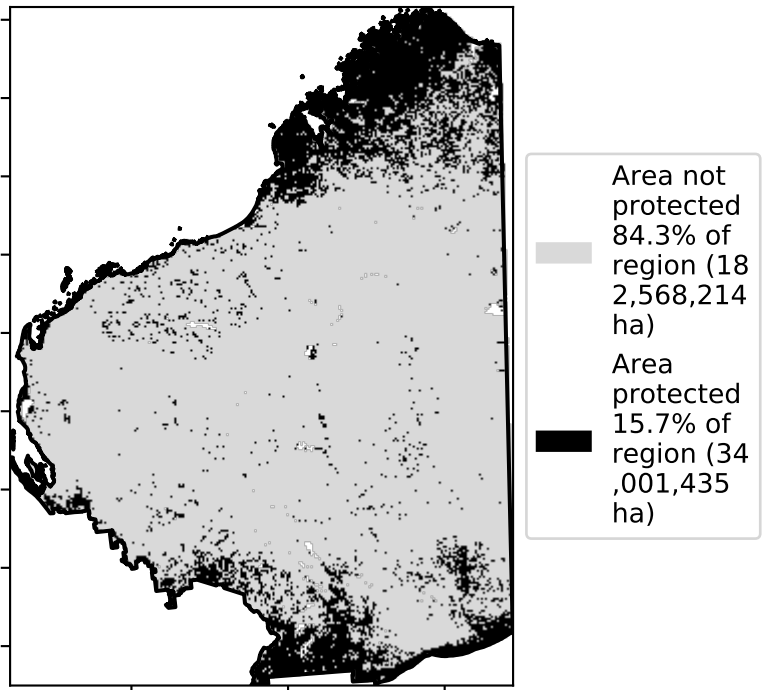 Area not
protected
84.3% of
region (18
2,568,214
ha)
Area
protected
15.7% of
region (34
,001,435
ha)